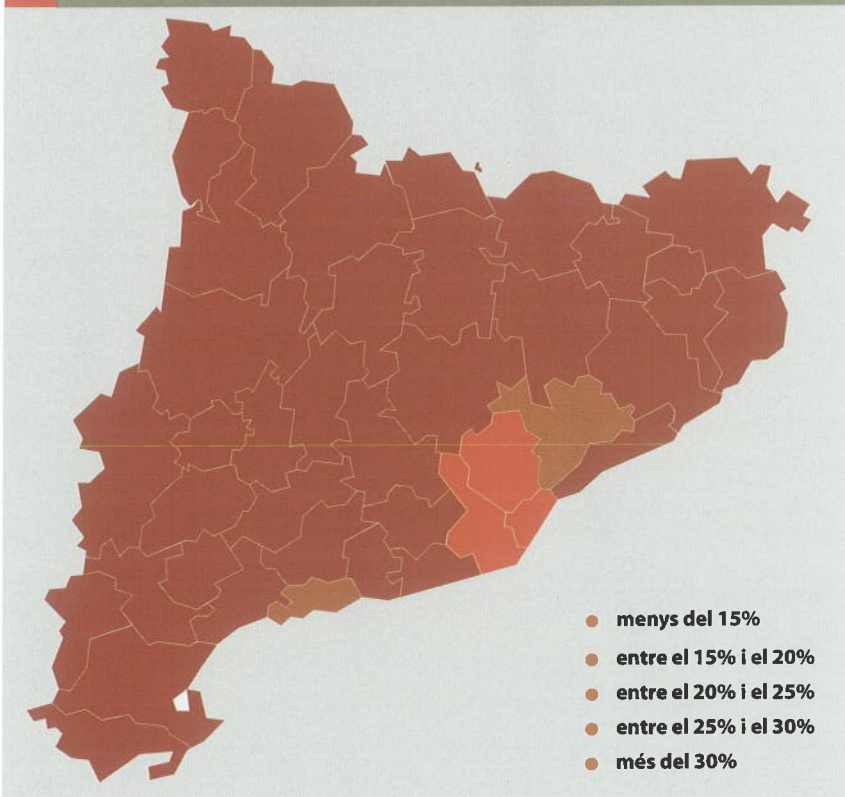 menys del 15%
entre el 15% i el 20%
entre el 20% i el 25%
entre el 25% i el 30%
més del 30%